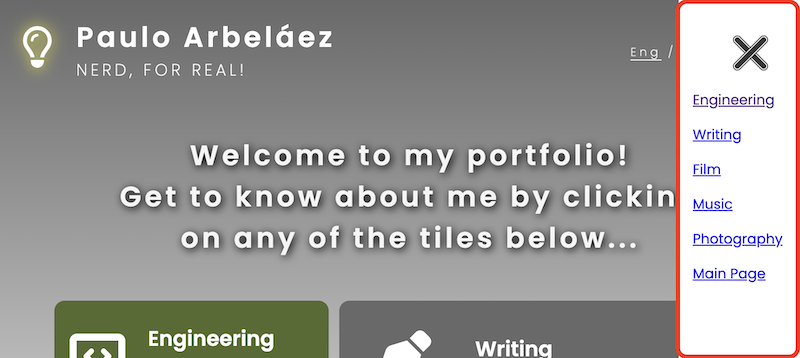 Paulo Arbeláez
NERD, FOR REAL!
Eng /
Engineering
Writing
Film
Music
Photography
Main Page
Welcome to my portfolio!
Get to know about me by clickin
on any of the tiles below...
Engineering
Writing